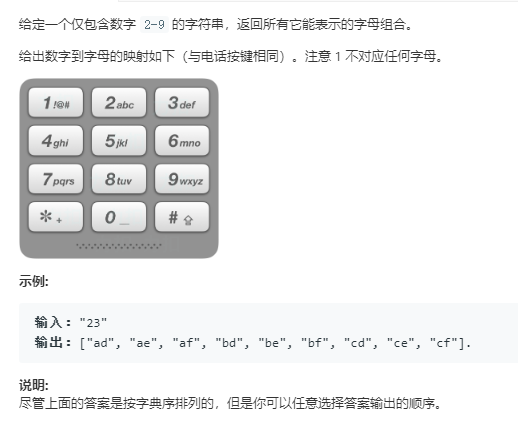 给定一个仅包含数字 2-9 的字符串，返回所有它能表示的字母组合。
给出数字到字母的映射如下（与电话按键相同）。注意 1 不对应任何字母。
1 !@# 2 abc 3 def
4 ghi 5 jkl 6 mno
7 pqrs 8 tuv 9 wxyz
* + 0 _ #
示例:
输入："23"
输出：["ad", "ae", "af", "bd", "be", "bf", "cd", "ce", "cf"].
说明:
尽管上面的答案是按字典序排列的，但是你可以任意选择答案输出的顺序。